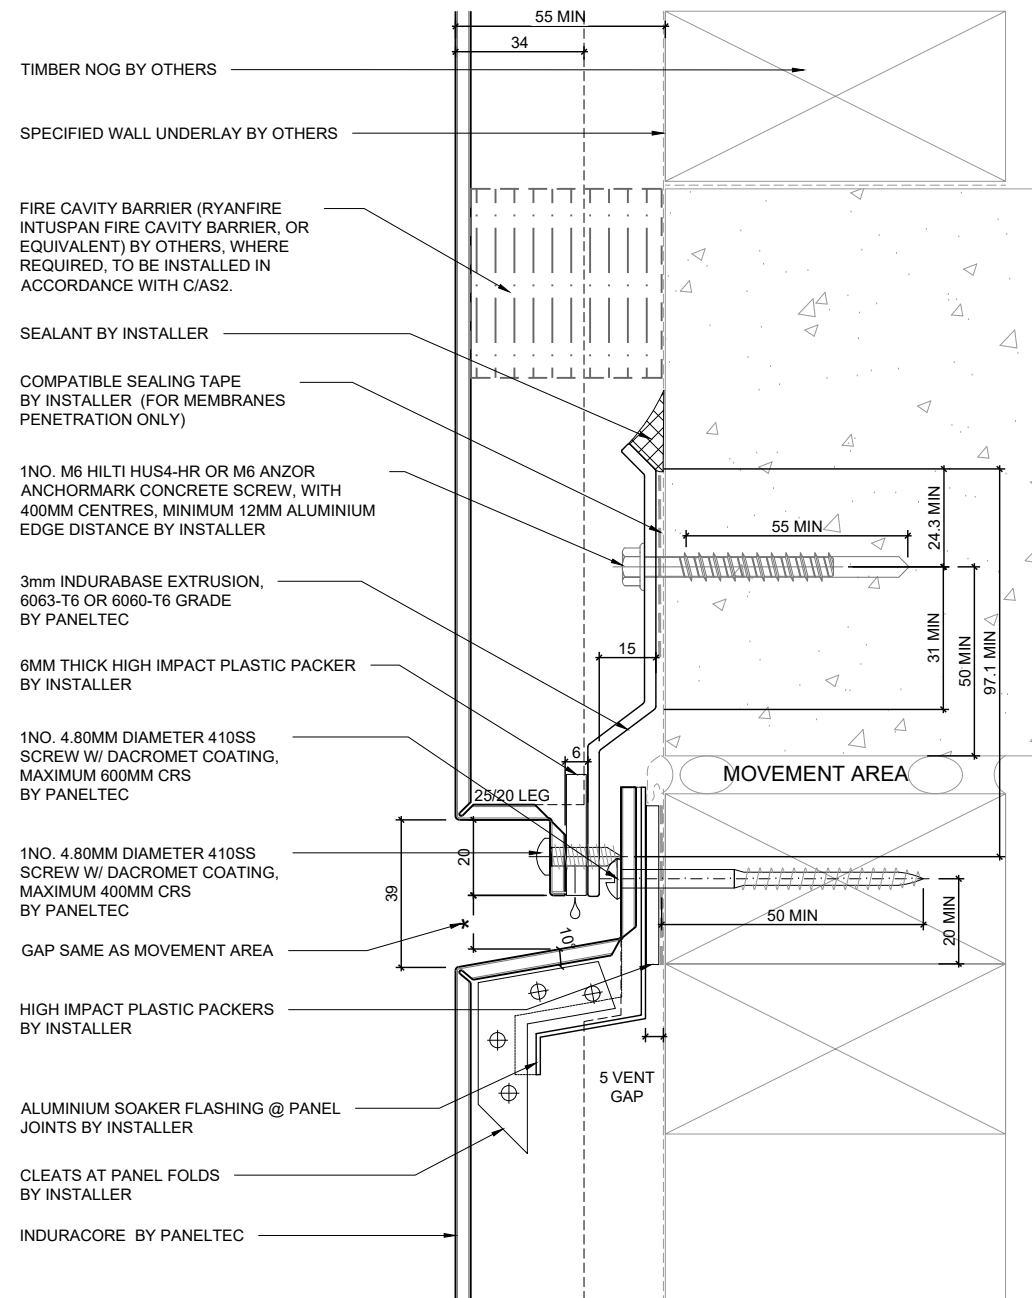 55 MIN
34
TIMBER NOG BY OTHERS
SPECIFIED WALL UNDERLAY BY OTHERS
FIRE CAVITY BARRIER (RYANFIRE
INTUSPAN FIRE CAVITY BARRIER, OR
EQUIVALENT) BY OTHERS, WHERE
REQUIRED, TO BE INSTALLED IN
ACCORDANCE WITH C/AS2.
SEALANT BY INSTALLER
COMPATIBLE SEALING TAPE
BY INSTALLER (FOR MEMBRANES
PENETRATION ONLY)
1NO. M6 HILTI HUS4-HR OR M6 ANZOR
ANCHORMARK CONCRETE SCREW, WITH
400MM CENTRES, MINIMUM 12MM ALUMINIUM
EDGE DISTANCE BY INSTALLER
55 MIN
24.3 MIN
3mm INDURABASE EXTRUSION,
6063-T6 OR 6060-T6 GRADE
BY PANELTEC
15
31 MIN
50 MIN
97.1 MIN
6MM THICK HIGH IMPACT PLASTIC PACKER
BY INSTALLER
1NO. 4.80MM DIAMETER 410SS
SCREW W/ DACROMET COATING,
MAXIMUM 600MM CRS
BY PANELTEC
6
25/20 LEG
MOVEMENT AREA
1NO. 4.80MM DIAMETER 410SS
SCREW W/ DACROMET COATING,
MAXIMUM 400MM CRS
BY PANELTEC
39
20
50 MIN
20 MIN
GAP SAME AS MOVEMENT AREA
*
10°
HIGH IMPACT PLASTIC PACKERS
BY INSTALLER
5 VENT
GAP
ALUMINIUM SOAKER FLASHING @ PANEL
JOINTS BY INSTALLER
CLEATS AT PANEL FOLDS
BY INSTALLER
INDURACORE BY PANELTEC